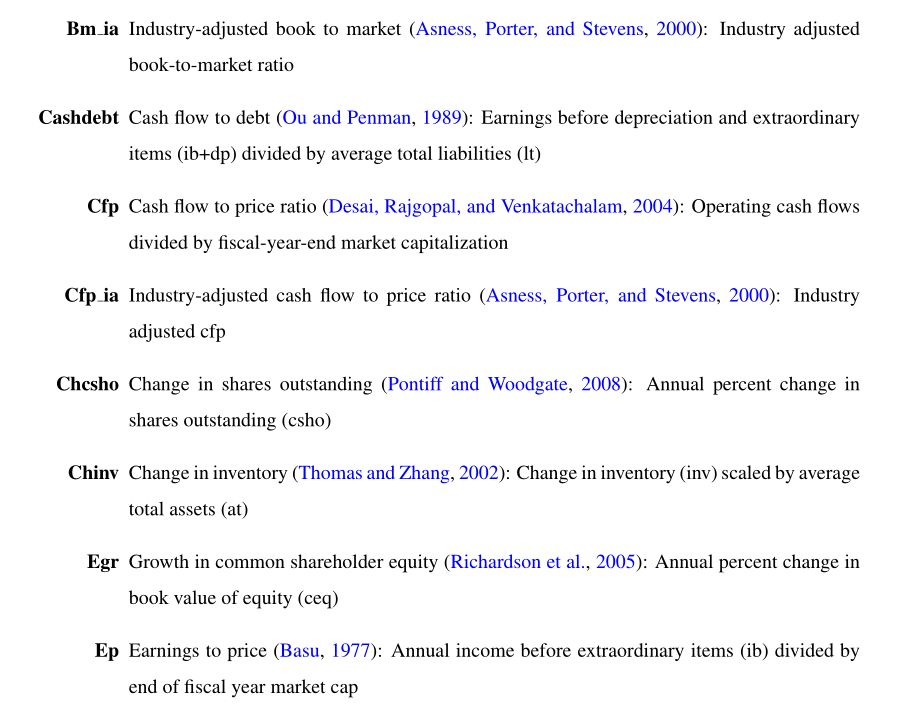 Bm_ia Industry-adjusted book to market (Asness, Porter, and Stevens, 2000): Industry adjusted
book-to-market ratio
Cashdebt Cash flow to debt (Ou and Penman, 1989): Earnings before depreciation and extraordinary
items (ib+dp) divided by average total liabilities (lt)
Cfp Cash flow to price ratio (Desai, Rajgopal, and Venkatachalam, 2004): Operating cash flows
divided by fiscal-year-end market capitalization
Cfp_ia Industry-adjusted cash flow to price ratio (Asness, Porter, and Stevens, 2000): Industry
adjusted cfp
Chcsho Change in shares outstanding (Pontiff and Woodgate, 2008): Annual percent change in
shares outstanding (csho)
Chinv Change in inventory (Thomas and Zhang, 2002): Change in inventory (inv) scaled by average
total assets (at)
Egr Growth in common shareholder equity (Richardson et al., 2005): Annual percent change in
book value of equity (ceq)
Ep Earnings to price (Basu, 1977): Annual income before extraordinary items (ib) divided by
end of fiscal year market cap